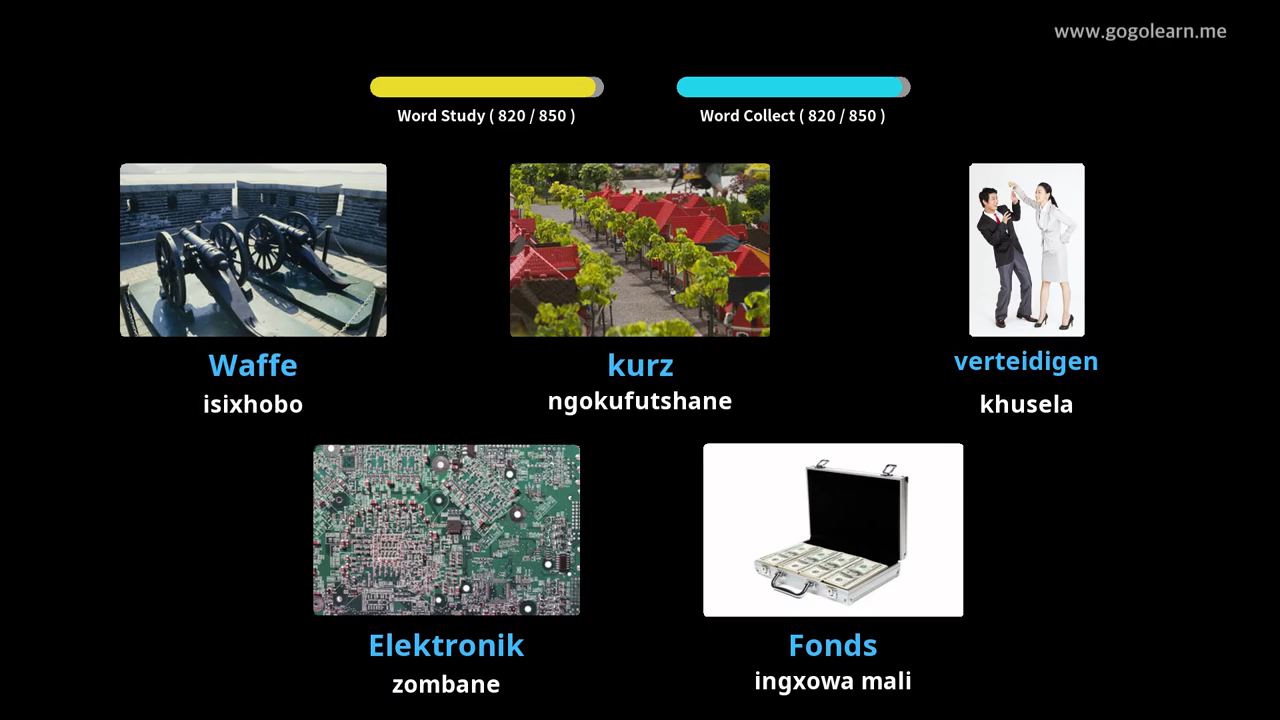 www.gogolearn.me
Word Study ( 820 / 850 )
Word Collect ( 820 / 850 )
Waffe
isixhobo
kurz
ngokufutshane
verteidigen
khusela
Elektronik
zombane
Fonds
ingxowa mali